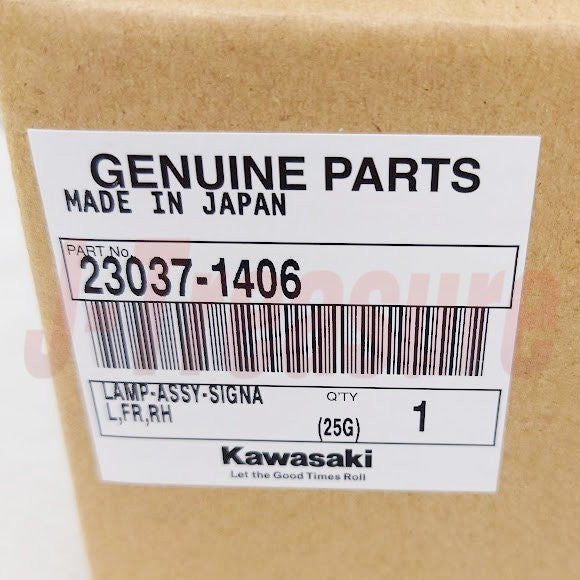 GENUINE PARTS
MADE IN JAPAN
PART No.
23037-1406
LAMP-ASSY-SIGNA
L,FR,RH
Q'TY
(25G)
1
Kawasaki
Let the Good Times Roll
J-Treasure